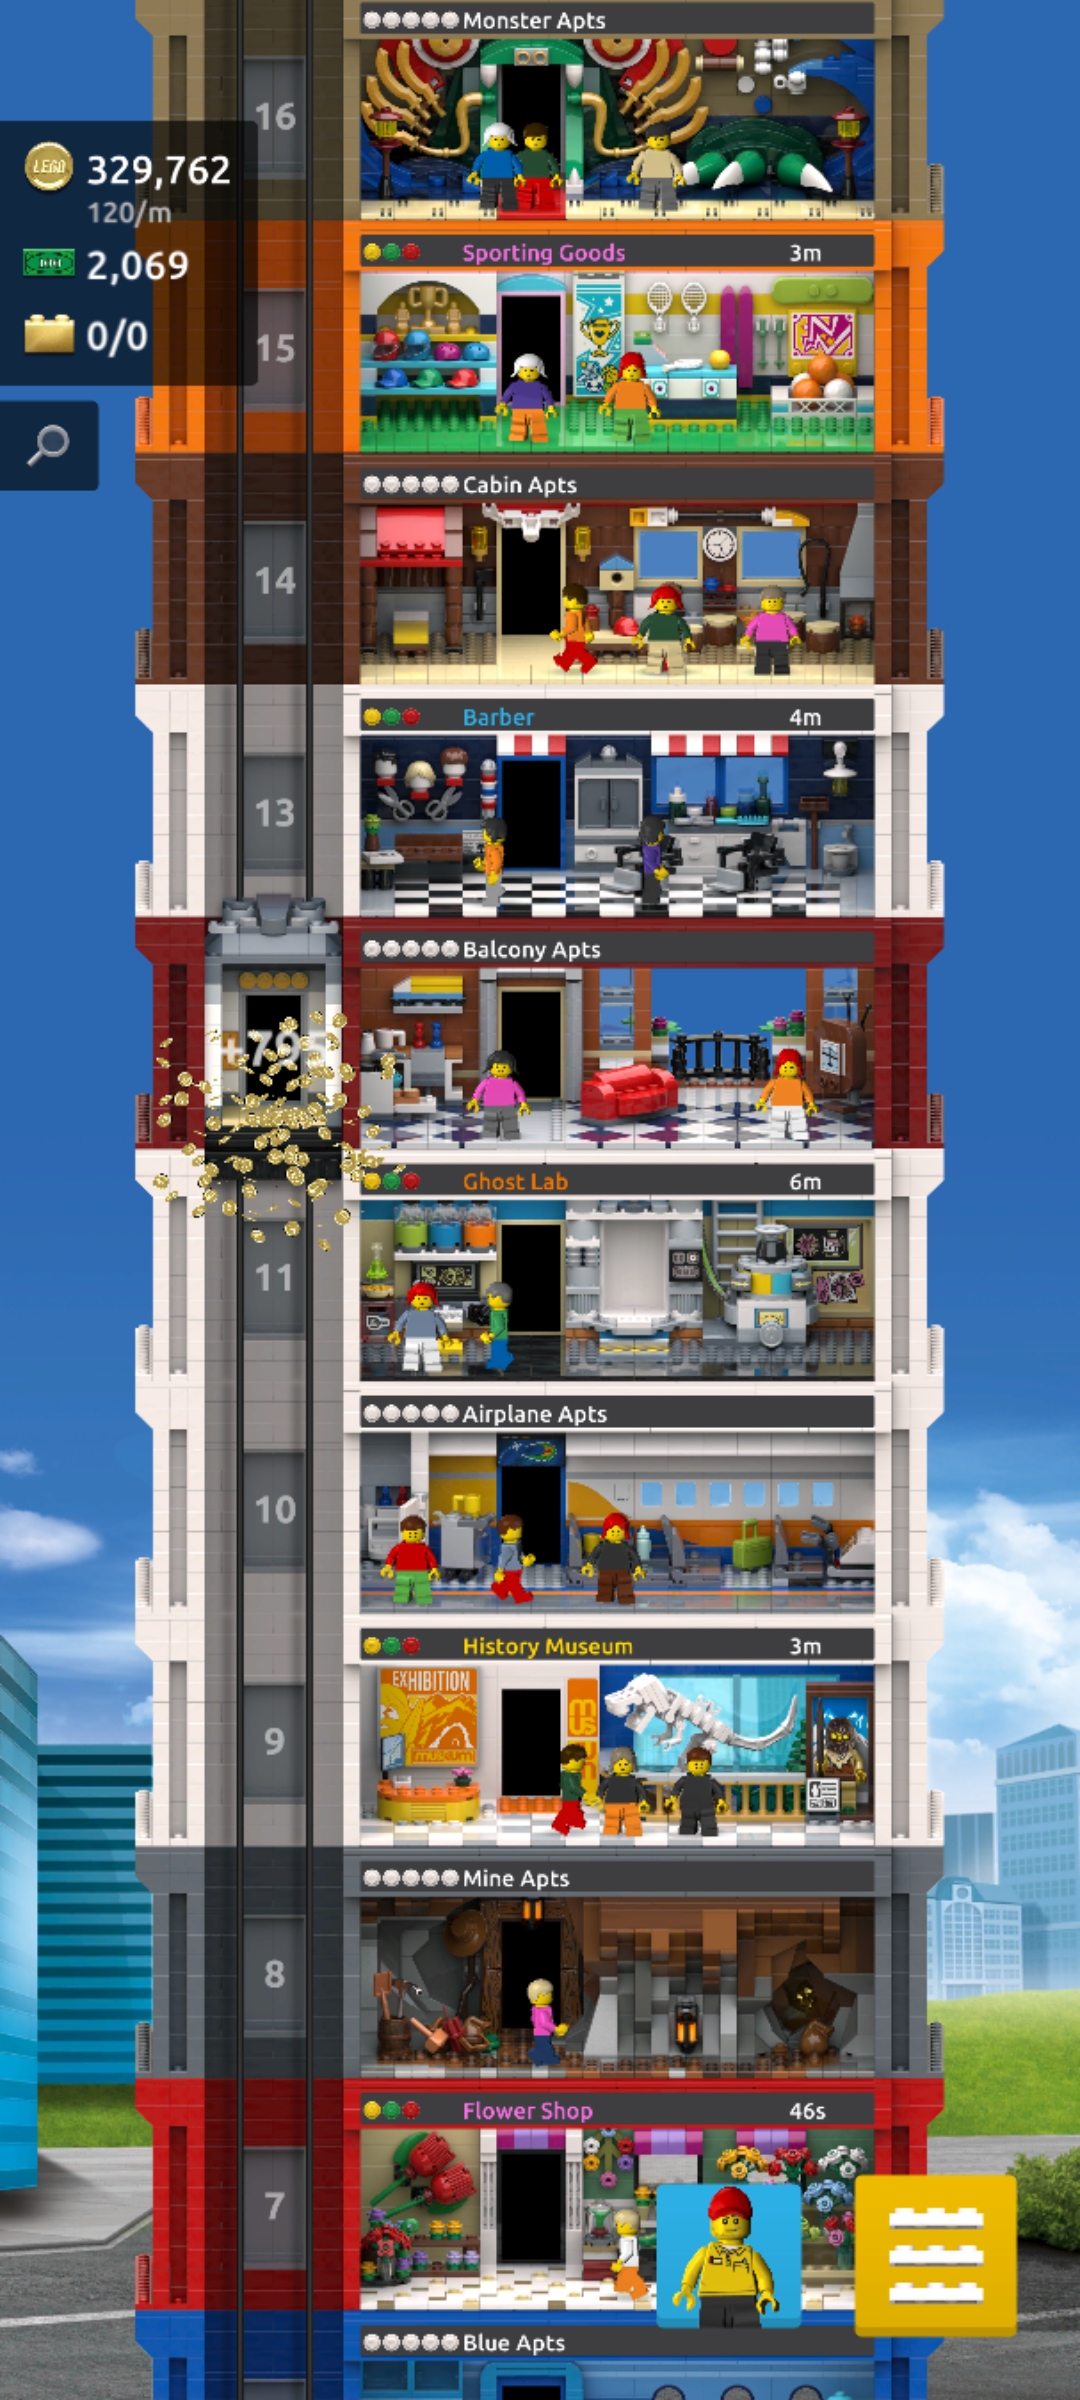 Monster Apts
16
LEGO
329,762
120/m
2,069
0/0
Sporting Goods 3m
15
N
Cabin Apts
14
Barber 4m
13
Balcony Apts
Ghost Lab 6m
11
Airplane Apts
10
History Museum 3m
EXHIBITION
museum
9
Mine Apts
8
Flower Shop 46s
7
Blue Apts